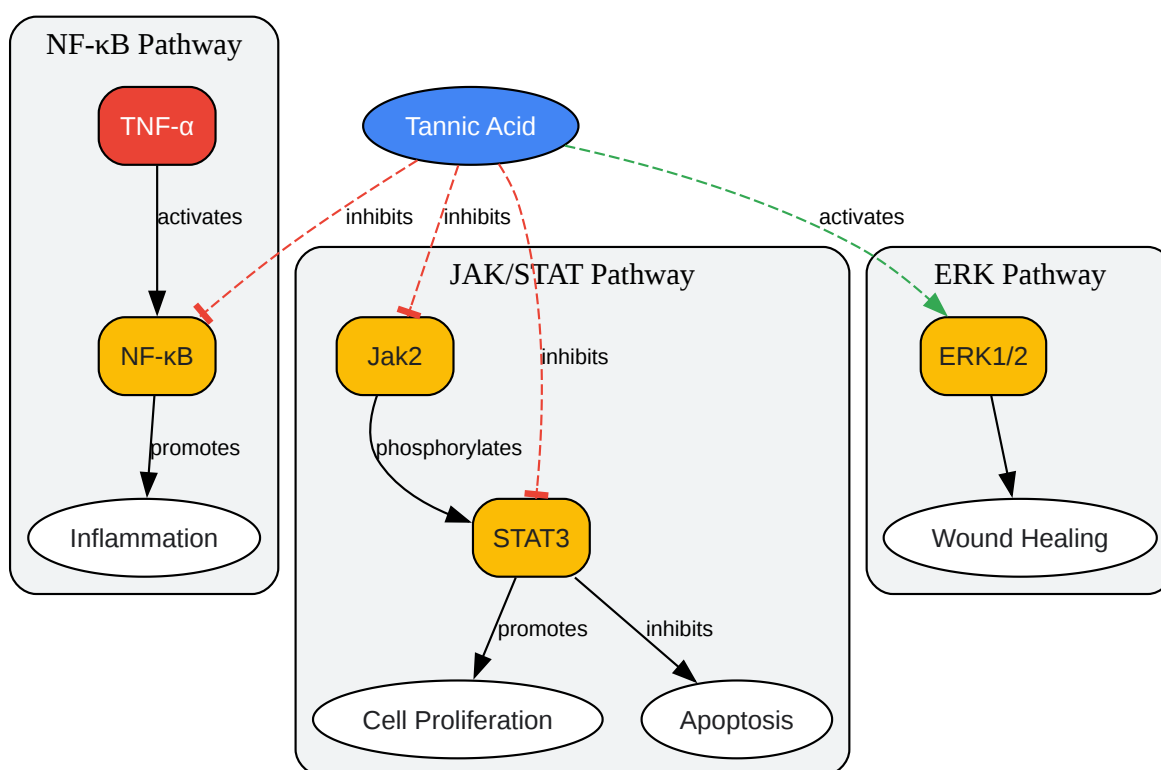 NF-κB Pathway
TNF-α
Tannic Acid
activates
inhibits
inhibits
activates
JAK/STAT Pathway
ERK Pathway
NF-κB
Jak2
inhibits
ERK1/2
promotes
phosphorylates
Inflammation
STAT3
Wound Healing
promotes
inhibits
Cell Proliferation
Apoptosis